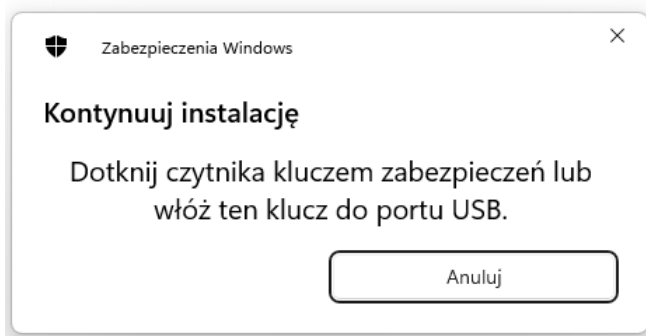 Zabezpieczenia Windows
Kontynuuj instalację
Dotknij czytnika kluczem zabezpieczeń lub
włóż ten klucz do portu USB.
Anuluj